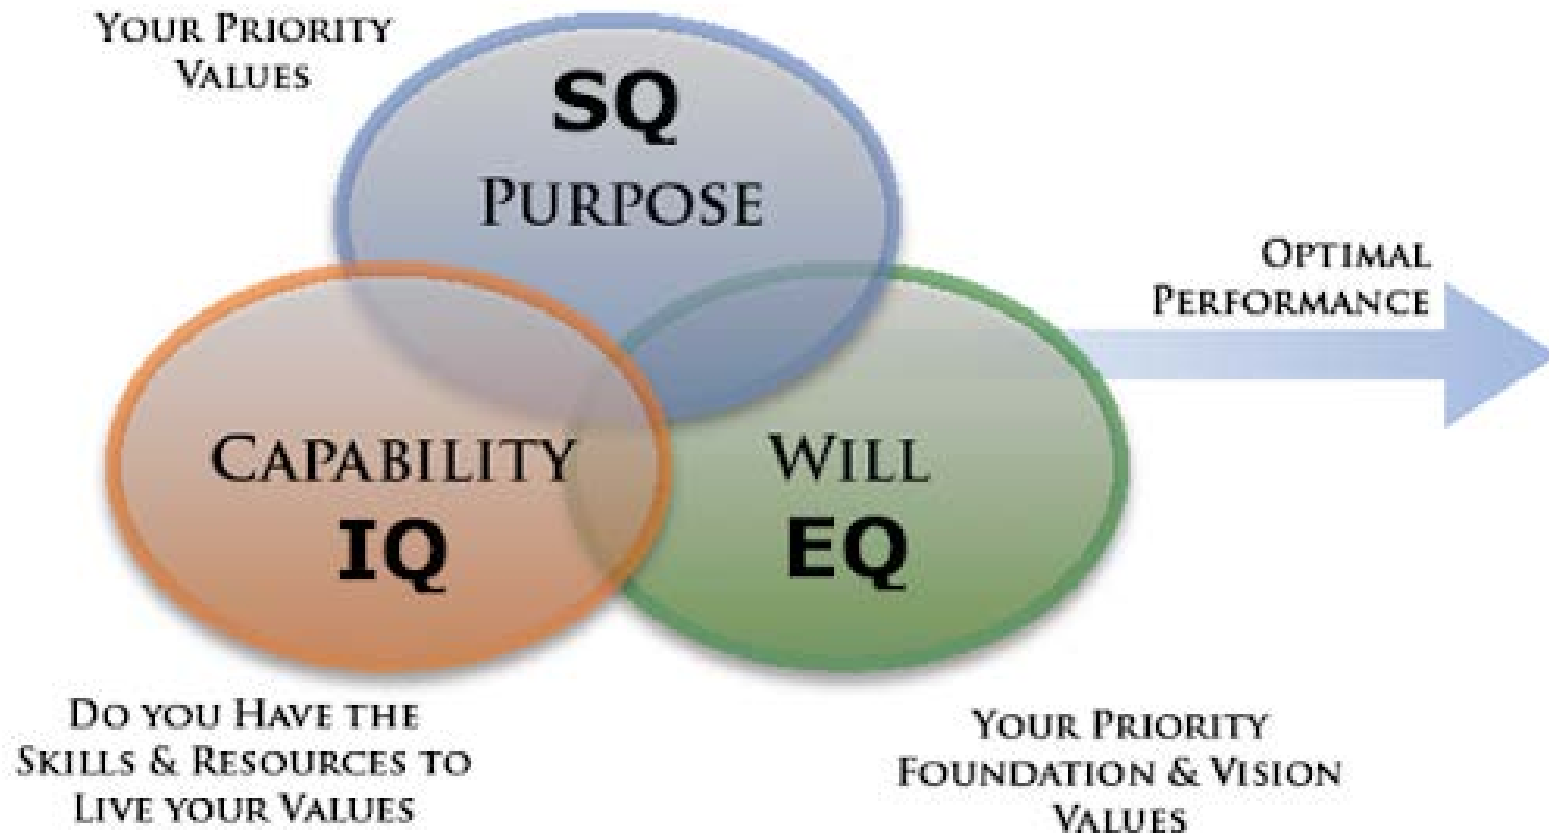 YOUR PRIORITY
VALUES
SQ
PURPOSE
OPTIMAL
PERFORMANCE
CAPABILITY
IQ
WILL
EQ
DO YOU HAVE THE
SKILLS & RESOURCES TO
LIVE YOUR VALUES
YOUR PRIORITY
FOUNDATION & VISION
VALUES